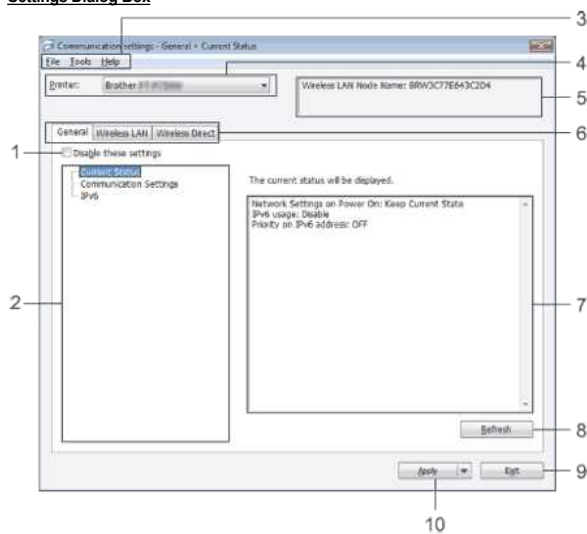 Settings Dialog Box
3
Communication settings - General > Current Status
4
File Tools Help
Printer: Brother
Wireless LAN Node Name: BRW3C77E643C2D4
5
General Wireless LAN Wireless Direct
6
1
Disable these settings
Current Status
Communication Settings
IPv6
The current status will be displayed.
Network Settings on Power On: Keep Current State
IPv6 usage: Disable
Priority on IPv6 address: OFF
2
7
Refresh
8
Apply
Exit
9
10